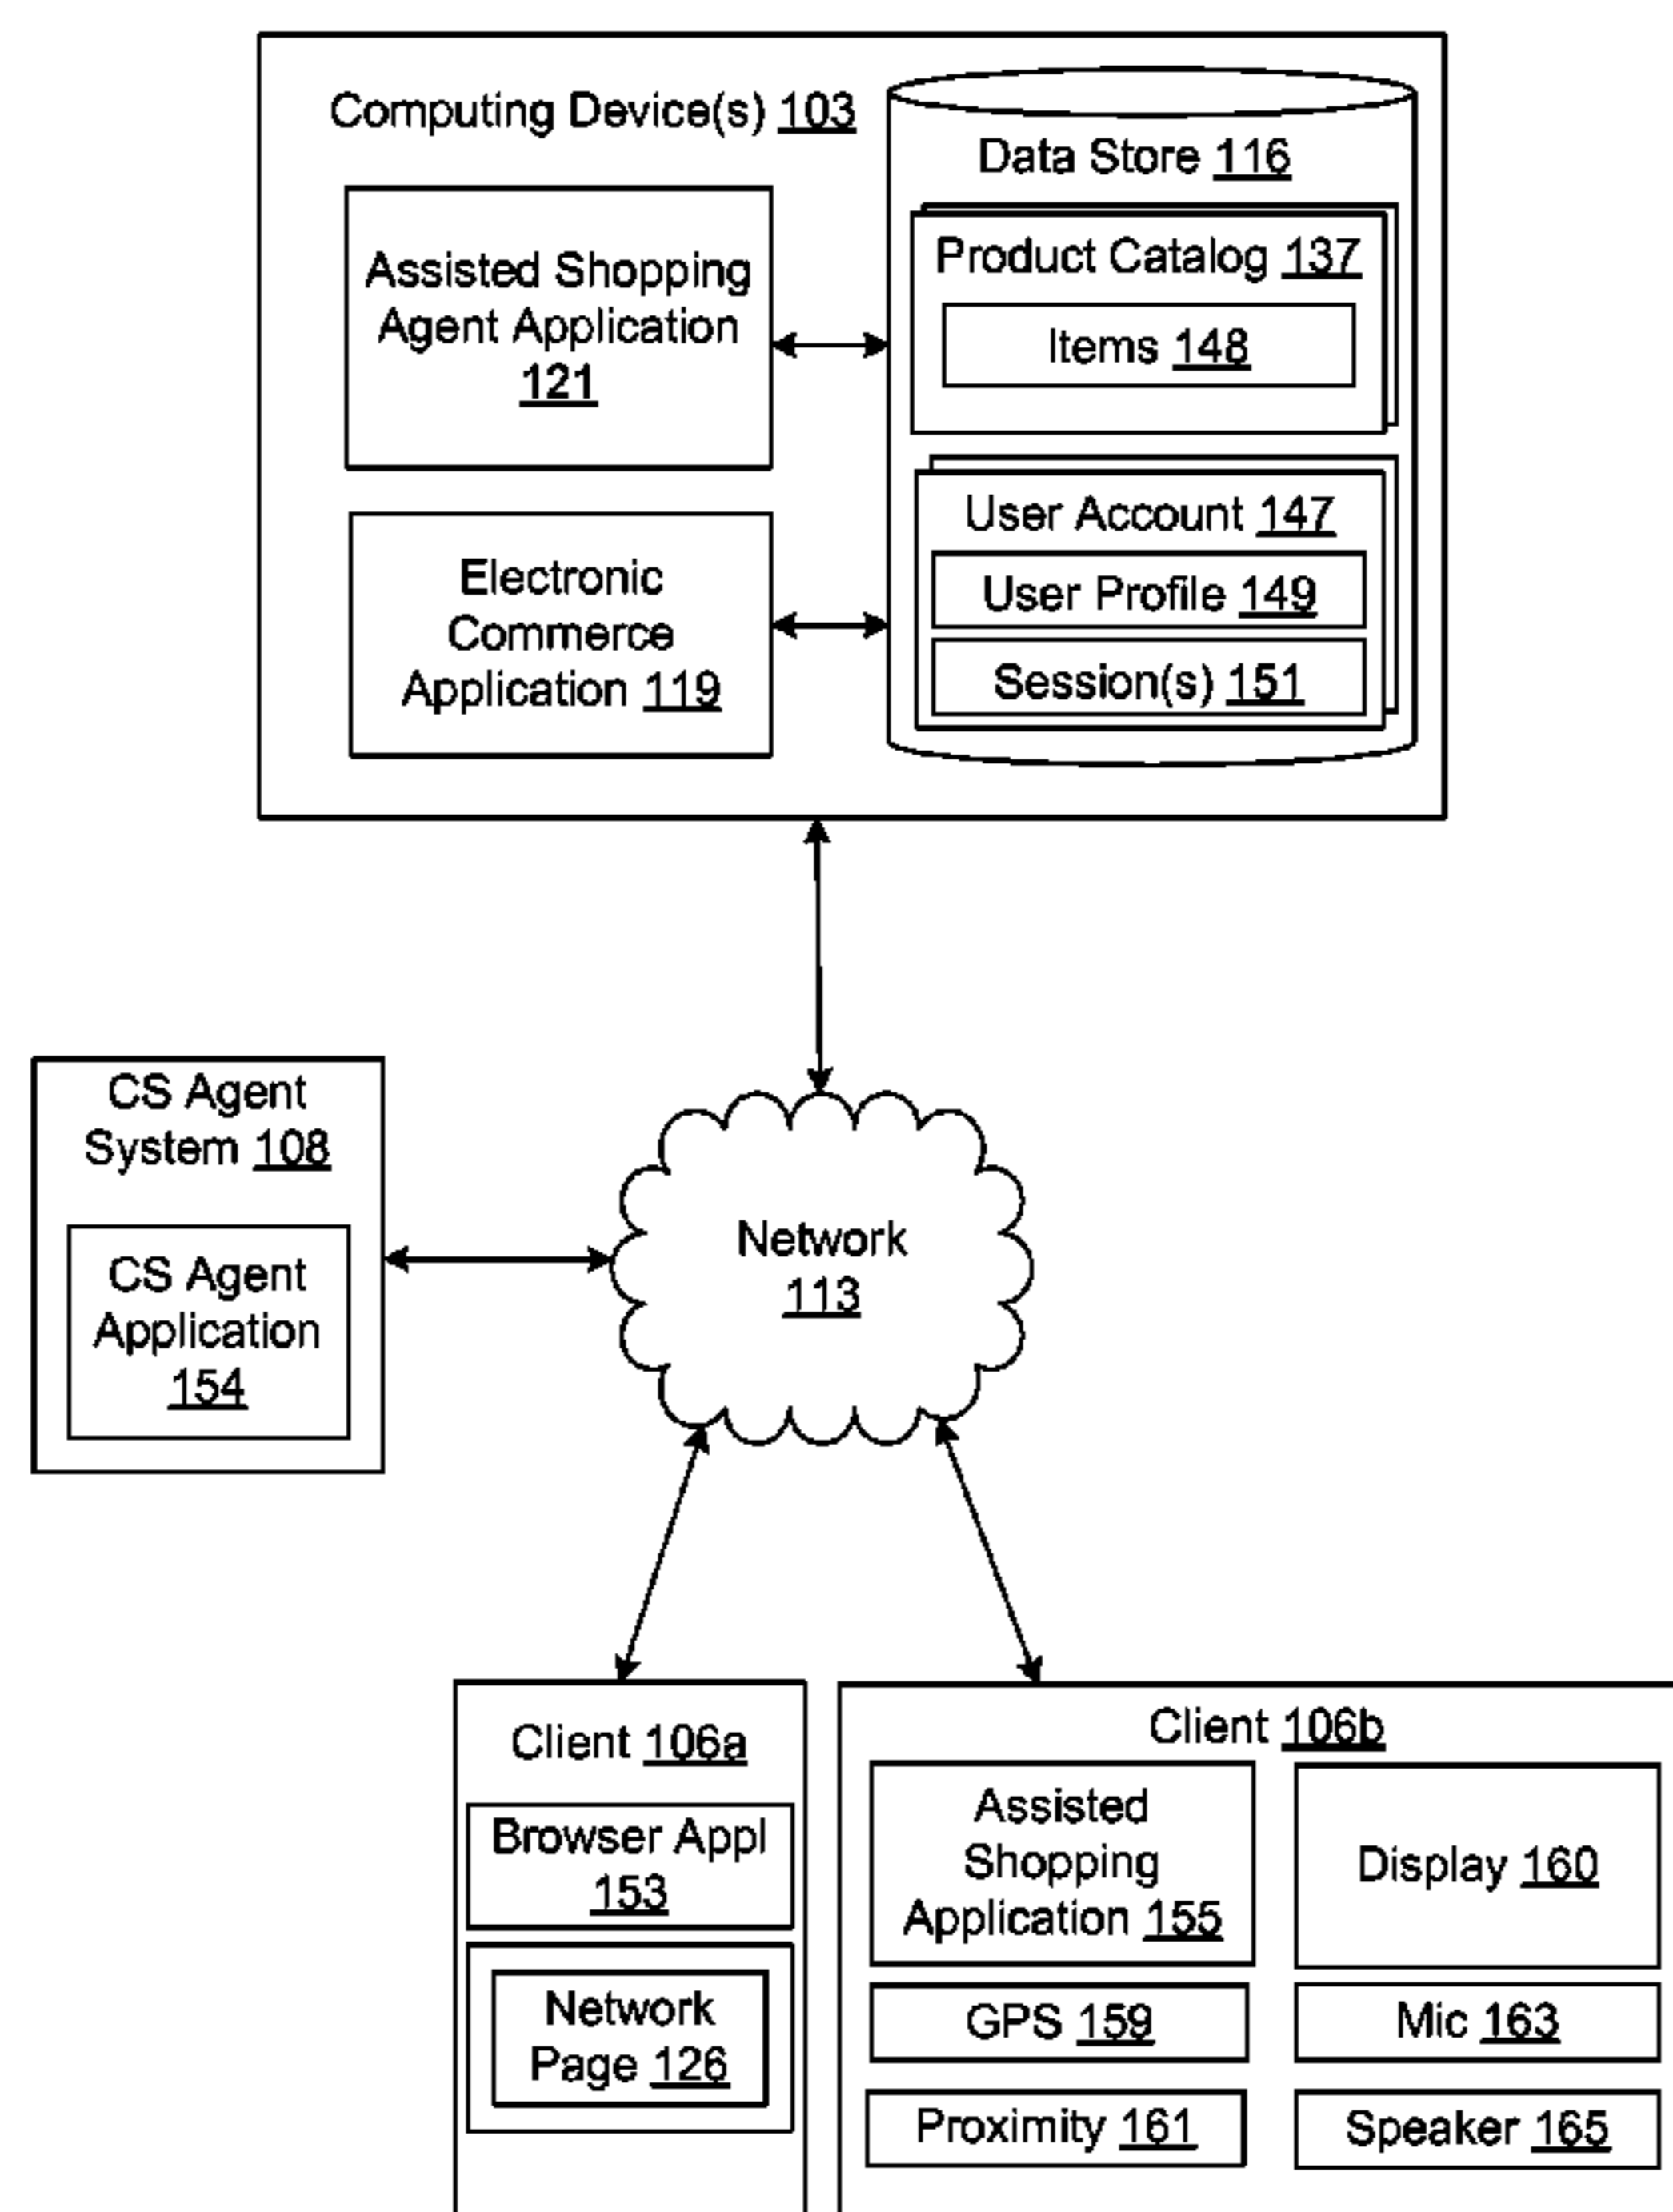 Computing Device(s) 103
Data Store 116
Assisted Shopping
Agent Application
121
Product Catalog 137
Items 148
Electronic
Commerce
Application 119
User Account 147
User Profile 149
Session(s) 151
CS Agent
System 108
CS Agent
Application
154
Network
113
Client 106a
Browser Appl
153
Network
Page 126
Client 106b
Assisted
Shopping
Application 155
Display 160
GPS 159
Mic 163
Proximity 161
Speaker 165